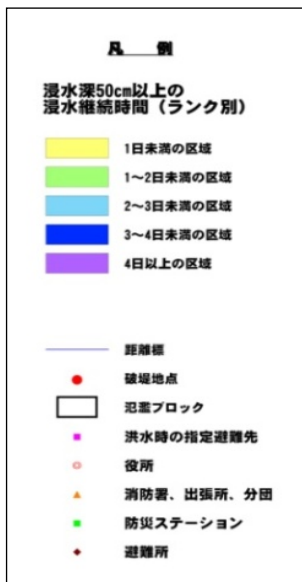 凡 例
浸水深50cm以上の
浸水継続時間（ランク別）
1日未満の区域
1〜2日未満の区域
2〜3日未満の区域
3〜4日未満の区域
4日以上の区域
距離標
破堤地点
氾濫ブロック
洪水時の指定避難先
役所
消防署、出張所、分団
防災ステーション
避難所